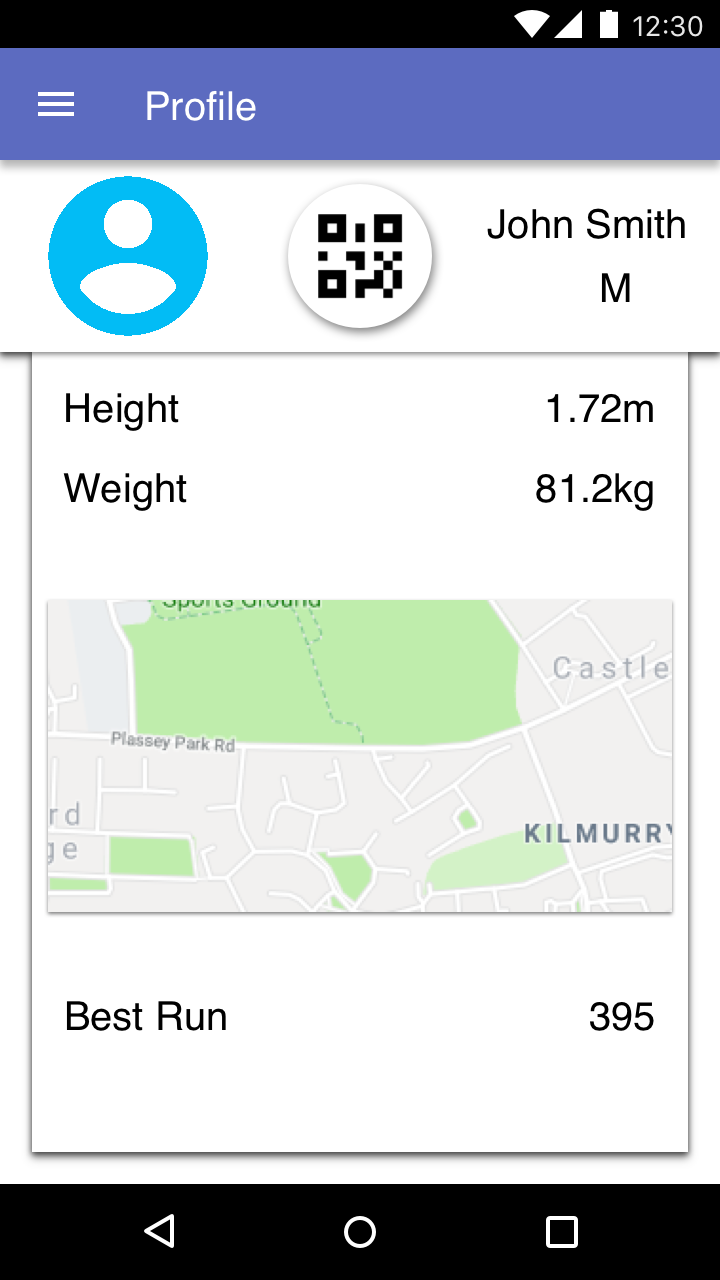 12:30
Profile
John Smith
M
Height 1.72m
Weight 81.2kg
Sports Ground
Castle
Plassey Park Rd
rd
ge
KILMURRY
Best Run 395